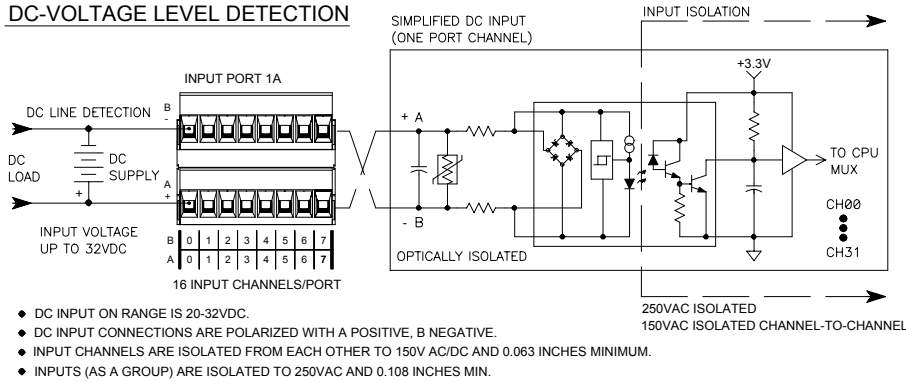 DC-VOLTAGE LEVEL DETECTION
SIMPLIFIED DC INPUT
(ONE PORT CHANNEL)
INPUT ISOLATION
INPUT PORT 1A
+3.3V
DC LINE DETECTION
B
-
+ A
DC
LOAD
DC
SUPPLY
+
A
+
TO CPU
MUX
INPUT VOLTAGE
UP TO 32VDC
- B
CH00
CH31
B 0 1 2 3 4 5 6 7
A 0 1 2 3 4 5 6 7
OPTICALLY ISOLATED
16 INPUT CHANNELS/PORT
250VAC ISOLATED
150VAC ISOLATED CHANNEL-TO-CHANNEL
◆ DC INPUT ON RANGE IS 20-32VDC.
◆ DC INPUT CONNECTIONS ARE POLARIZED WITH A POSITIVE, B NEGATIVE.
◆ INPUT CHANNELS ARE ISOLATED FROM EACH OTHER TO 150V AC/DC AND 0.063 INCHES MINIMUM.
◆ INPUTS (AS A GROUP) ARE ISOLATED TO 250VAC AND 0.108 INCHES MIN.